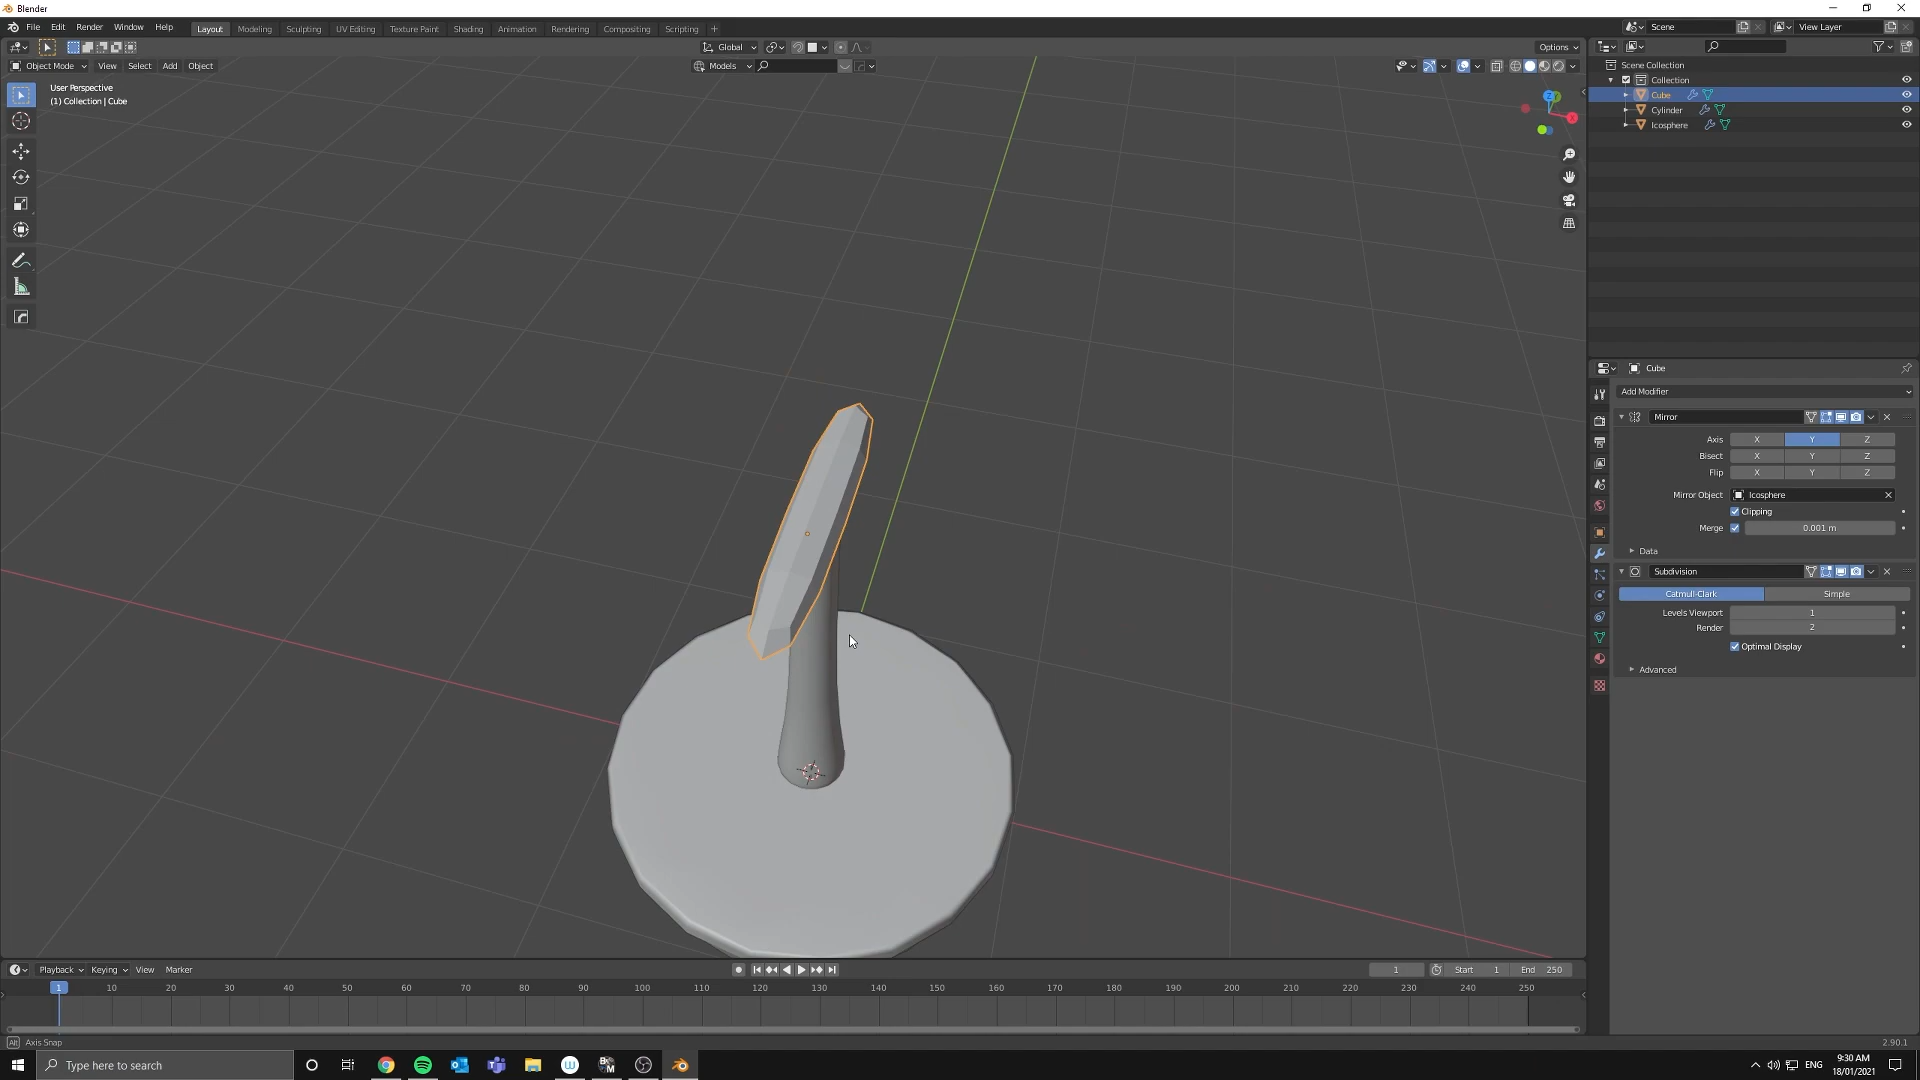 Blender
File Edit Render Window Help
Layout Modeling Sculpting UV Editing Texture Paint Shading Animation Rendering Compositing Scripting +
Scene
View Layer
Global
Options
Object Mode View Select Add Object
Models
User Perspective
(1) Collection | Cube
Z
X
Scene Collection
Collection
Cube
Cylinder
Icosphere
Cube
Add Modifier
Mirror
Axis X Y Z
Bisect X Y Z
Flip X Y Z
Mirror Object Icosphere
Clipping
Merge 0.001 m
Data
Subdivision
Catmull-Clark Simple
Levels Viewport 1
Render 2
Optimal Display
Advanced
Playback Keying View Marker
1 Start 1 End 250
1 10 20 30 40 50 60 70 80 90 100 110 120 130 140 150 160 170 180 190 200 210 220 230 240 250
Alt Axis Snap
2.90.1
Type here to search
ENG
9:30 AM
18/01/2021